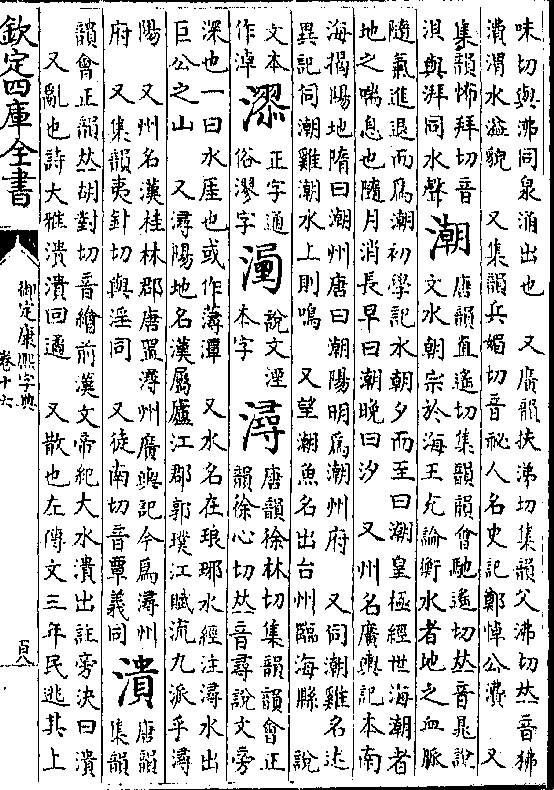 味切與沸同泉涌出也　又廣韻扶沸切集韻父沸切𠀤音狒
潰渭水溢貌　又集韻兵媚切音祕人名史記鄭悼公㵒　又
集韻怖拜切音
浿與湃同水聲
潮
唐韻直遙切集韻韻會馳遙切𠀤音鼂說
文水朝宗於海王充論衡水者地之血脈
隨氣進退而爲潮初學記水朝夕而至曰潮皇極經世海潮者
地之喘息也隨月消長早曰潮晚曰汐　又州名廣輿記本南
海揭陽地隋曰潮州唐曰潮陽明爲潮州府　又伺潮雞名述
異記伺潮雞潮水上則鳴　又望潮魚名出台州臨海縣　說
文本
作淖
正字通
俗漻字
說文湮
本字
潯
唐韻徐林切集韻韻會正
韻徐心切𠀤音尋說文旁
深也一曰水厓也或作潭　又水名在琅邪水經注潯水出
巨公之山　又潯陽地名漢屬廬江郡郭璞江賦流九派乎潯
陽　又州名漢桂林郡唐置潯州廣輿記今爲潯州
府　又集韻夷針切與淫同　又徒南切音覃義同
潰
唐韻
集韻
韻會正韻𠀤胡對切音繪前漢文帝紀大水潰出註旁決曰潰
又亂也詩大雅潰潰回遹　又散也左傳文三年民逃其上
欽定四庫全書
御定康熙字典
卷十六
百八